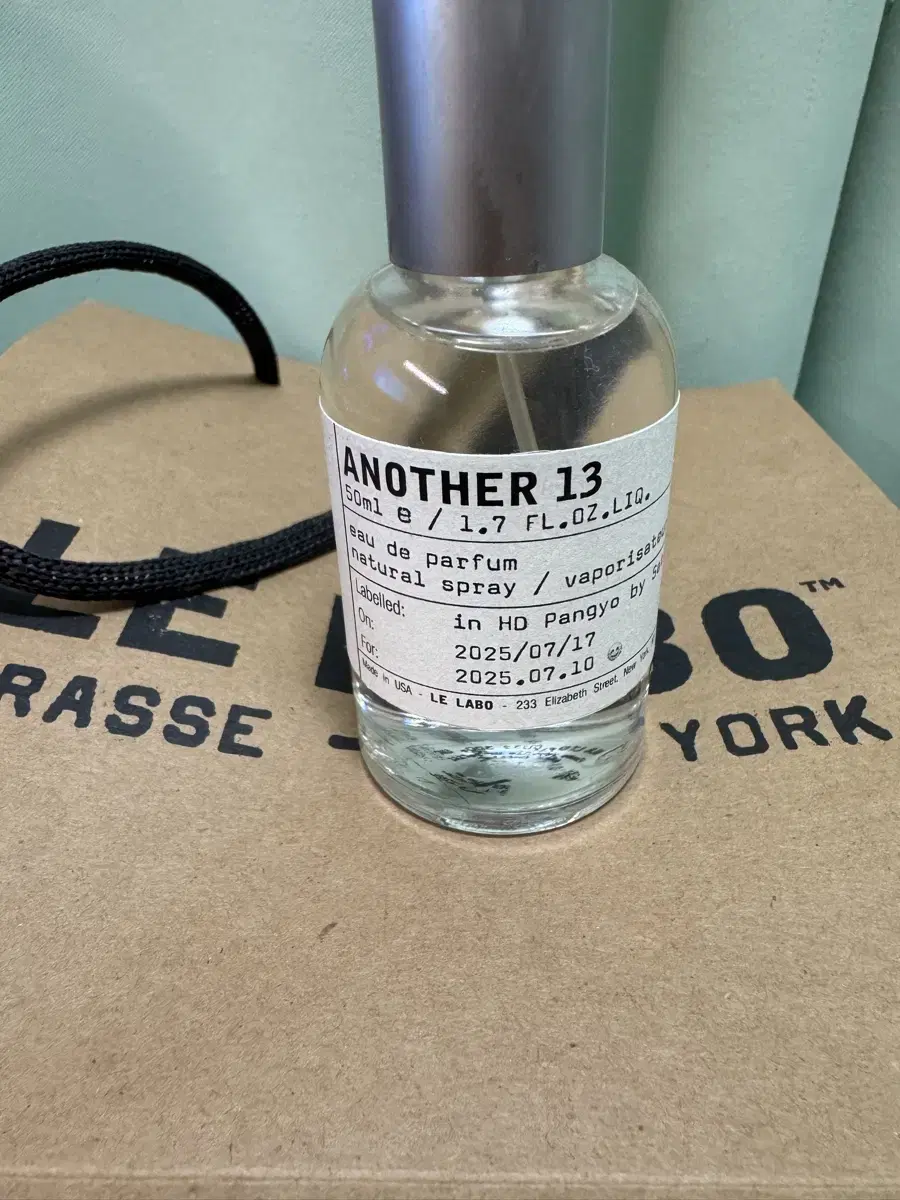 ANOTHER 13
50ml e / 1.7 FL.OZ.LIQ.
eau de parfum
natural spray /
Labelled: in HD Pangyo by
On: 2025/07/17
For: 2025.07.10
Made in USA - LE LABO - 233 Elizabeth Street, New York
LE BO™
RASSE YORK